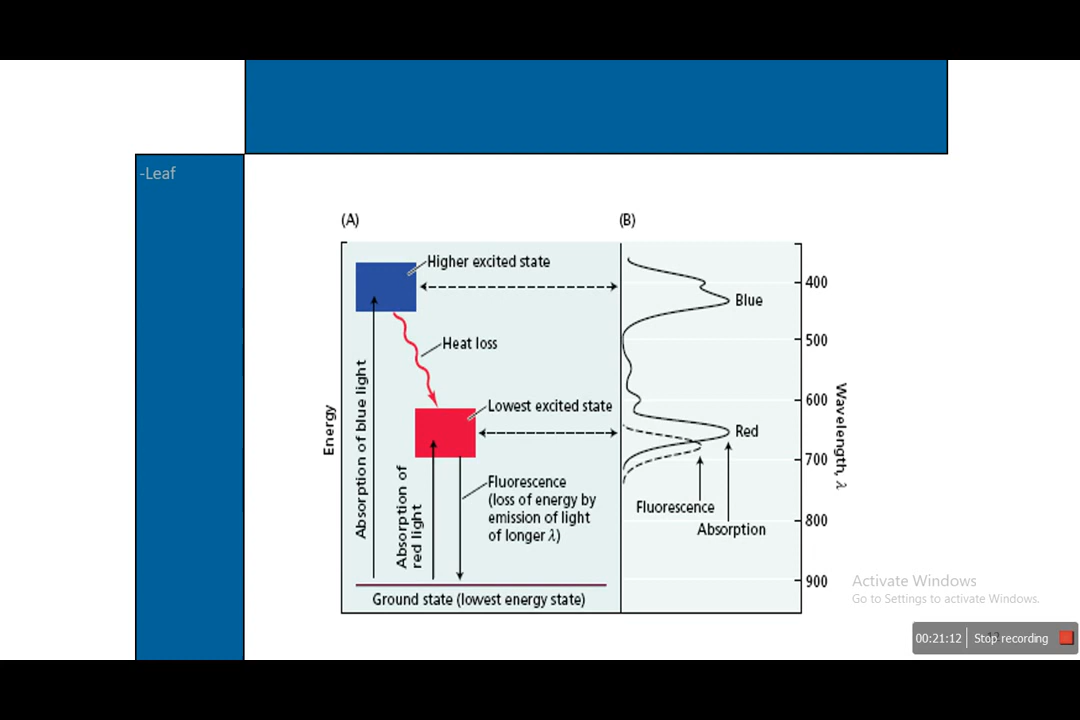 -Leaf
(A)
(B)
Higher excited state
400
Blue
500
Heat loss
Absorption of blue light
Energy
Lowest excited state
600
Wavelength, λ
Red
700
Absorption of
red light
Fluorescence
(loss of energy by
emission of light
of longer λ)
Fluorescence
Absorption
800
900
Ground state (lowest energy state)
Activate Windows
Go to Settings to activate Windows.
00:21:12
Stop recording